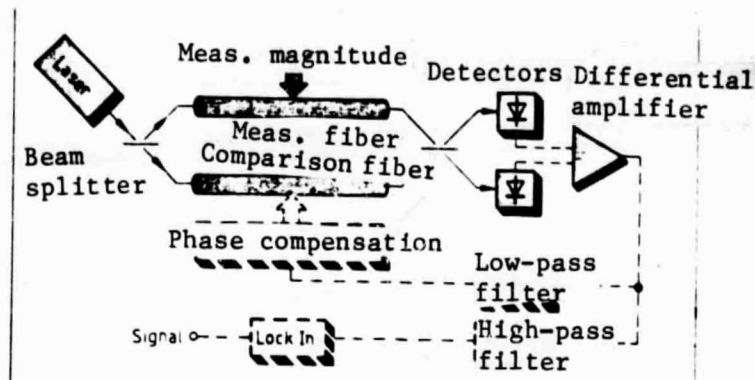 Laser
Meas. magnitude
Detectors
Differential
amplifier
Meas. fiber
Comparison fiber
Beam
splitter
Phase compensation
Low-pass
filter
Signal
Lock In
High-pass
filter